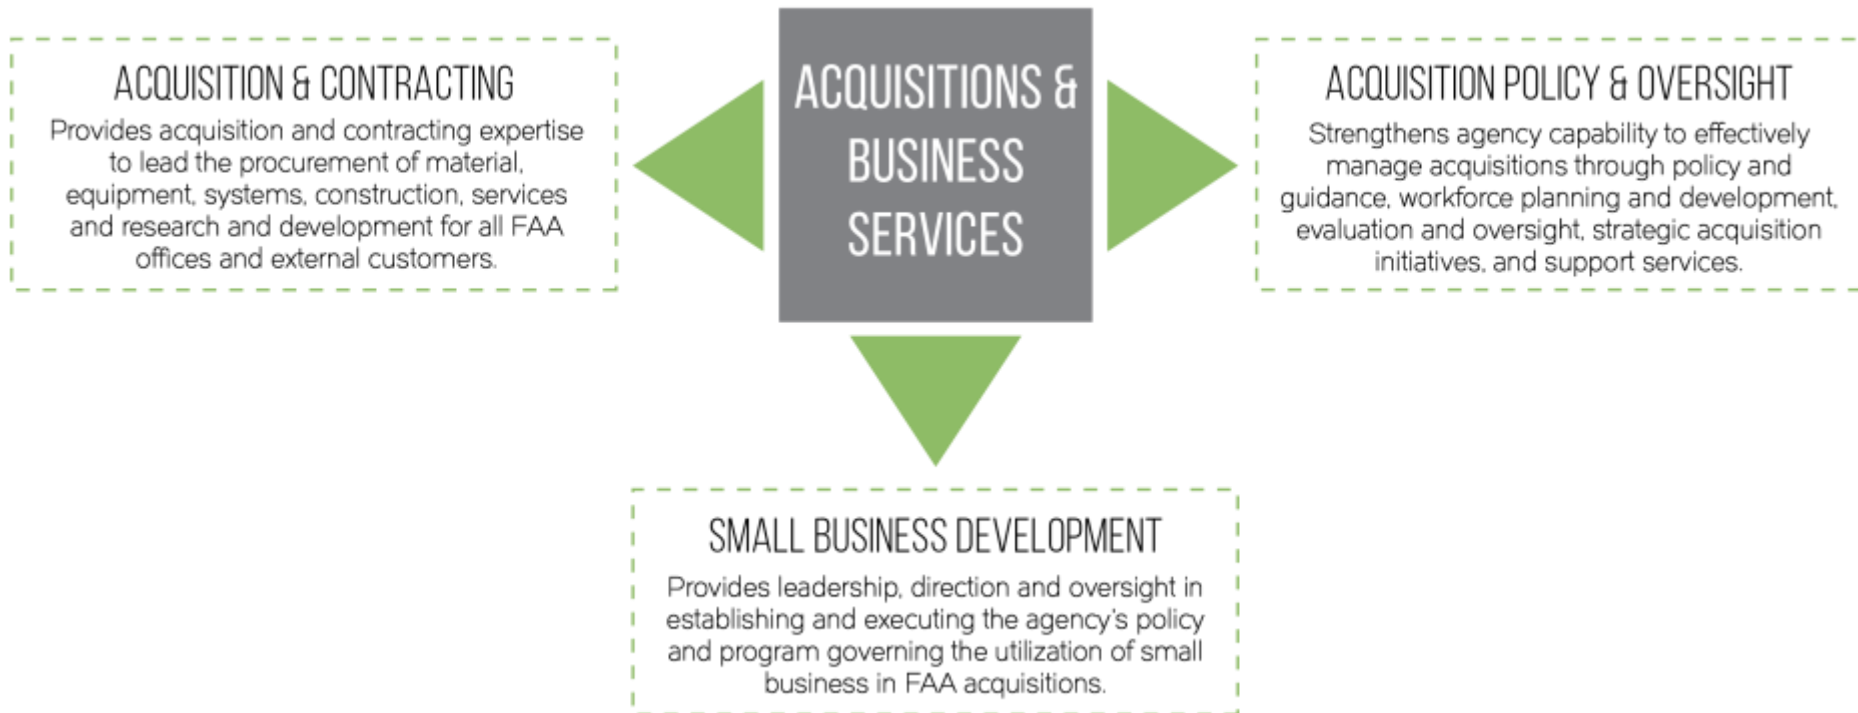 ACQUISITION & CONTRACTING
Provides acquisition and contracting expertise
to lead the procurement of material,
equipment, systems, construction, services
and research and development for all FAA
offices and external customers.
ACQUISITIONS &
BUSINESS
SERVICES
ACQUISITION POLICY & OVERSIGHT
Strengthens agency capability to effectively
manage acquisitions through policy and
guidance, workforce planning and development,
evaluation and oversight, strategic acquisition
initiatives, and support services.
SMALL BUSINESS DEVELOPMENT
Provides leadership, direction and oversight in
establishing and executing the agency's policy
and program governing the utilization of small
business in FAA acquisitions.